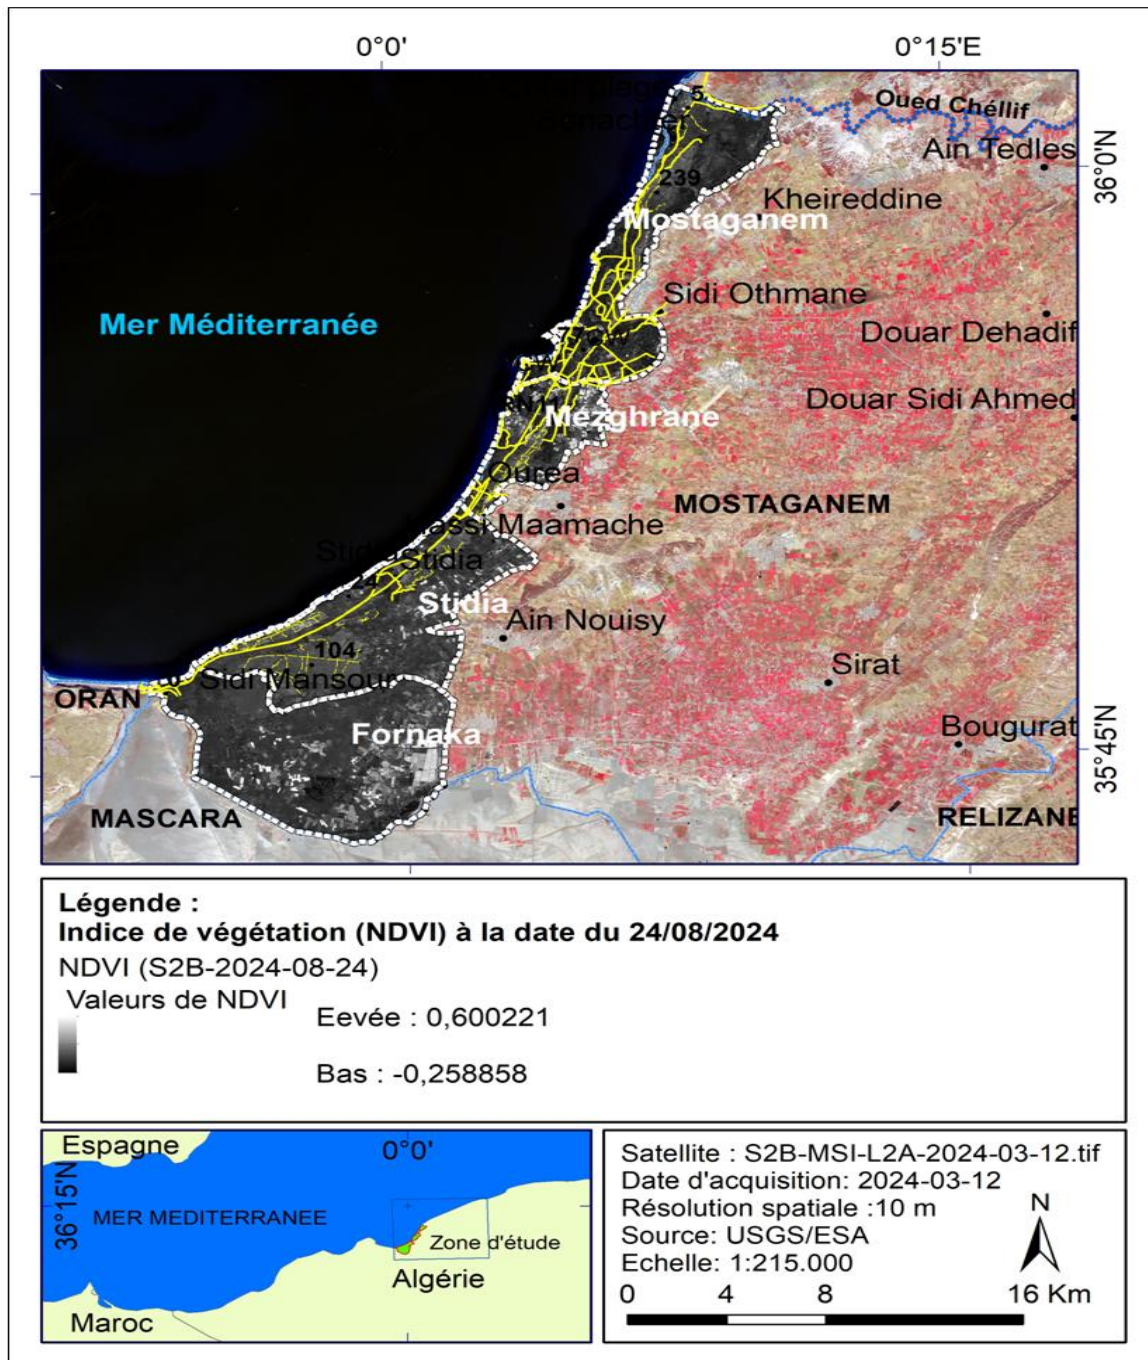 0°0'
0°15'E
5
Oued Chéllif
Ain Tedles
36°0'N
239
Kheireddine
Mostaganem
Sidi Othmane
Mer Méditerranée
Douar Dehadif
Douar Sidi Ahmed
Mezghrane
Ourea
MOSTAGANEM
Hassi Maamache
Stidia
Stidia
24
Stidia
Ain Nouisy
104
Sirat
Sidi Mansour
ORAN
Bougurat
Fornaka
35°45'N
MASCARA
RELIZANE
Légende :
Indice de végétation (NDVI) à la date du 24/08/2024
NDVI (S2B-2024-08-24)
Valeurs de NDVI
Eevée : 0,600221
Bas : -0,258858
Espagne
0°0'
36°15'N
MER MEDITERRANEE
Zone d'étude
Algérie
Maroc
Satellite : S2B-MSI-L2A-2024-03-12.tif
Date d'acquisition: 2024-03-12
Résolution spatiale :10 m
Source: USGS/ESA
Echelle: 1:215.000
N
0 4 8 16 Km